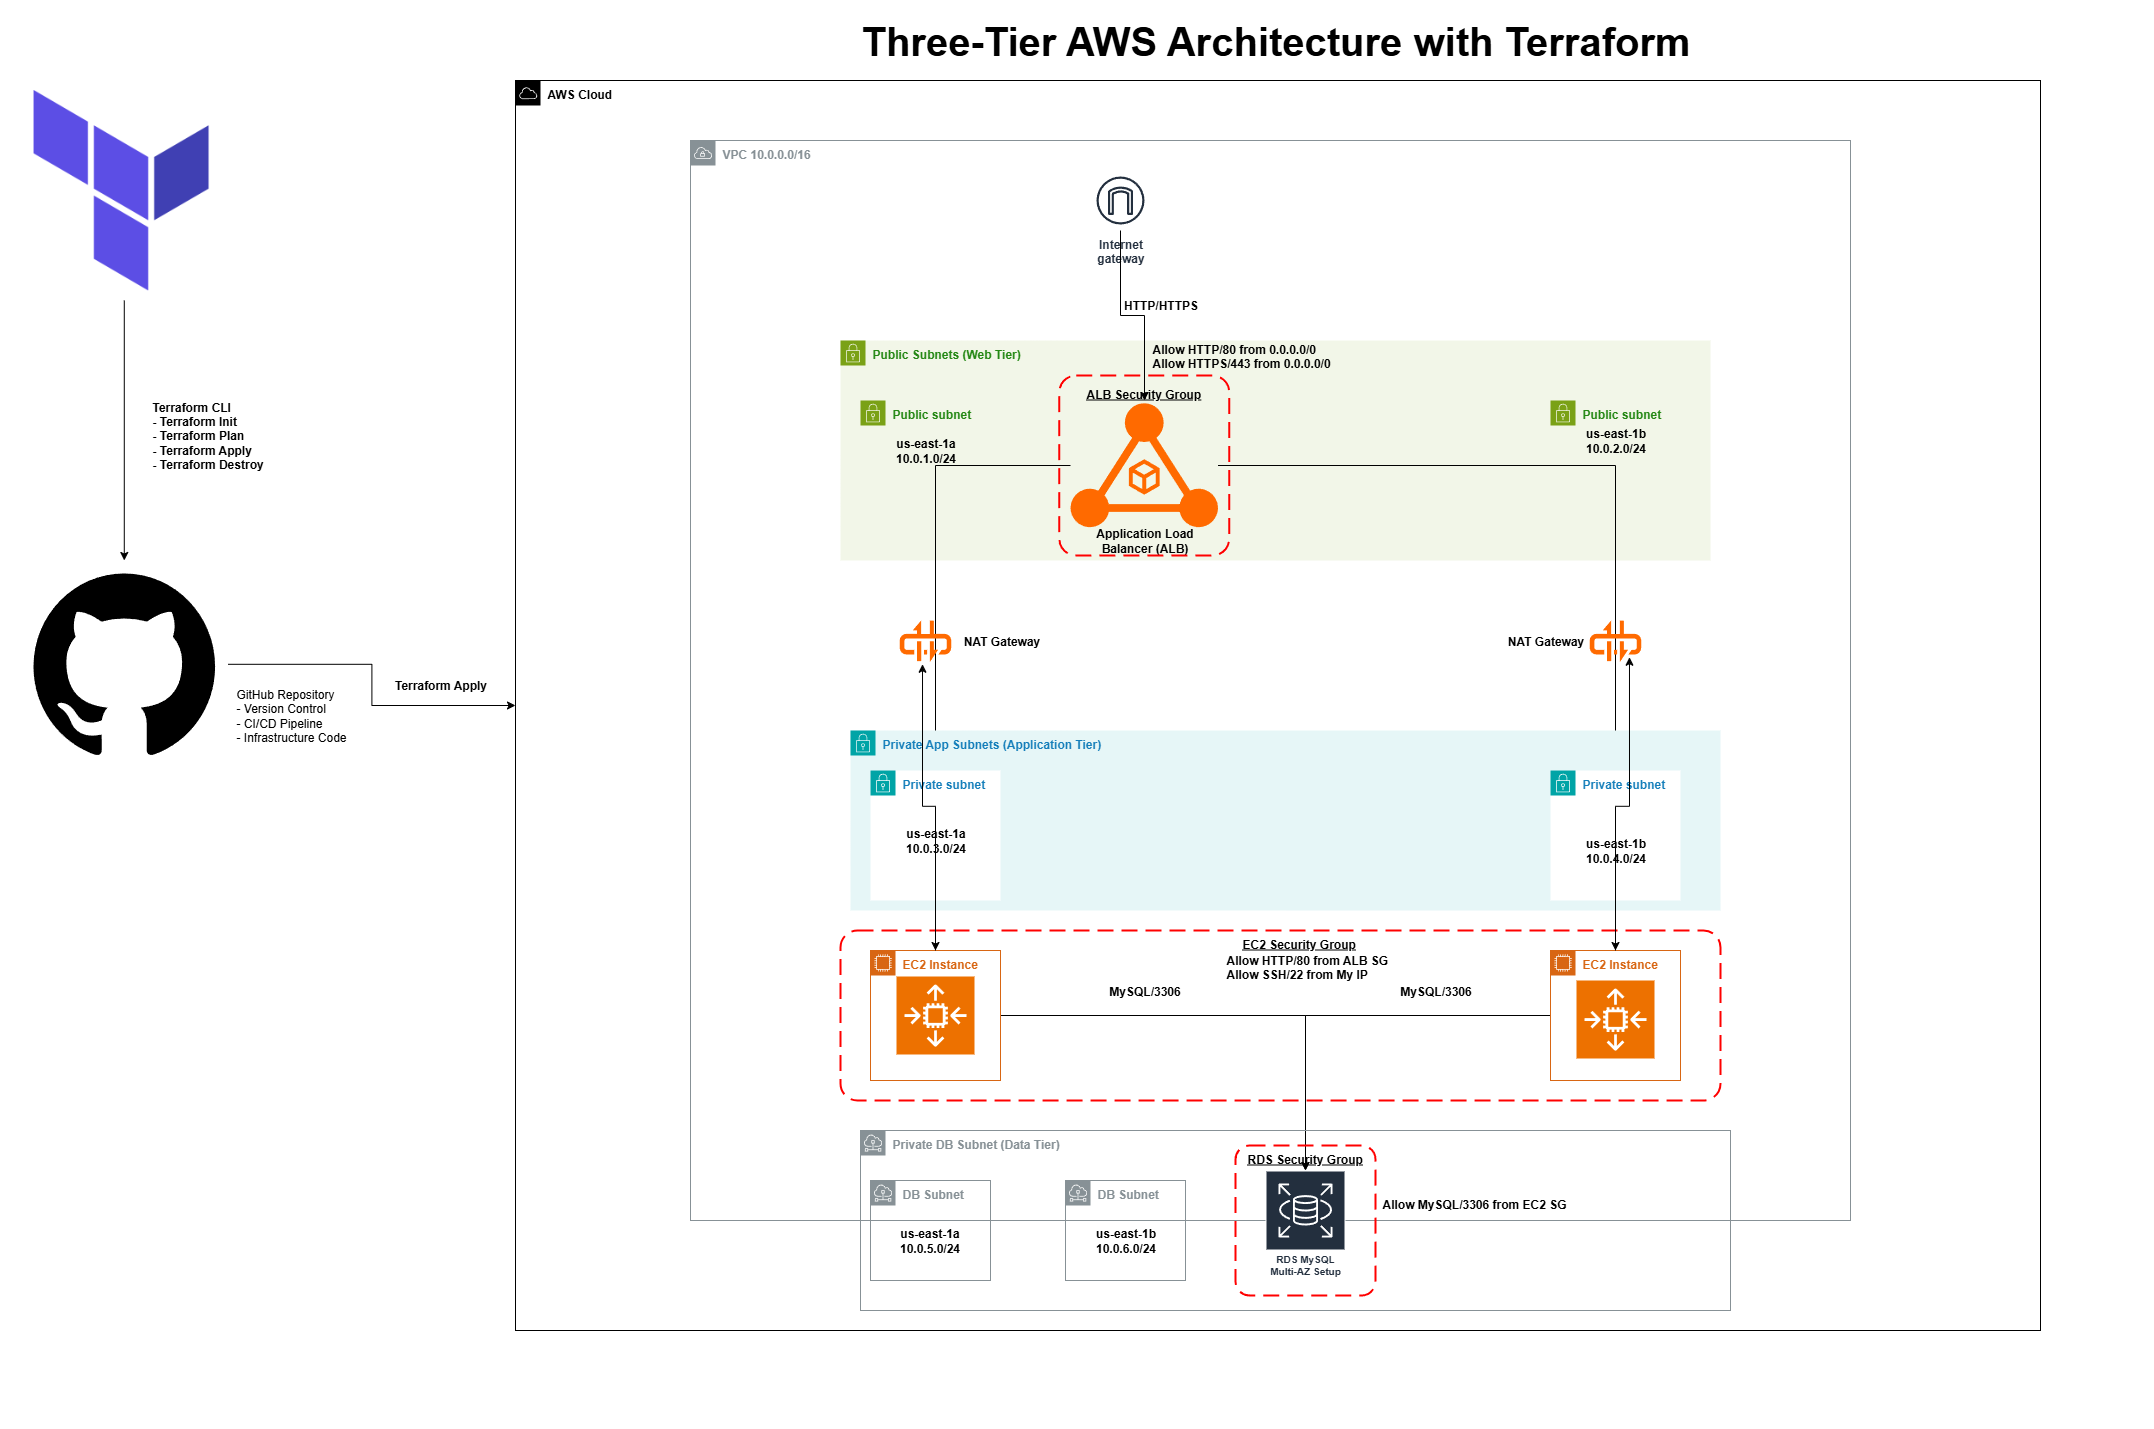 Three-Tier AWS Architecture with Terraform
AWS Cloud
VPC 10.0.0.0/16
Internet
gateway
HTTP/HTTPS
Public Subnets (Web Tier)
Allow HTTP/80 from 0.0.0.0/0
Allow HTTPS/443 from 0.0.0.0/0
ALB Security Group
Public subnet
us-east-1a
10.0.1.0/24
Public subnet
us-east-1b
10.0.2.0/24
Application Load
Balancer (ALB)
Terraform CLI
- Terraform Init
- Terraform Plan
- Terraform Apply
- Terraform Destroy
GitHub Repository
- Version Control
- CI/CD Pipeline
- Infrastructure Code
Terraform Apply
NAT Gateway
NAT Gateway
Private App Subnets (Application Tier)
Private subnet
us-east-1a
10.0.3.0/24
Private subnet
us-east-1b
10.0.4.0/24
EC2 Security Group
Allow HTTP/80 from ALB SG
Allow SSH/22 from My IP
EC2 Instance
EC2 Instance
MySQL/3306
MySQL/3306
Private DB Subnet (Data Tier)
DB Subnet
us-east-1a
10.0.5.0/24
DB Subnet
us-east-1b
10.0.6.0/24
RDS Security Group
Allow MySQL/3306 from EC2 SG
RDS MySQL
Multi-AZ Setup